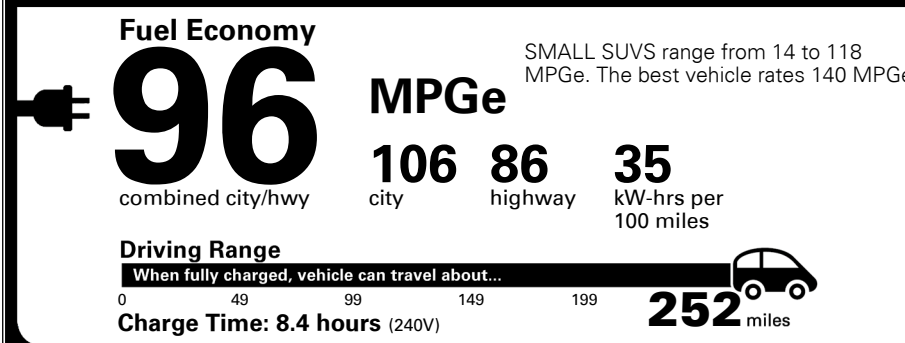 Fuel Economy
SMALL SUVS range from 14 to 118
MPGe. The best vehicle rates 140 MPGe
96 MPGe
106 86 35
combined city/hwy city highway kW-hrs per
100 miles
Driving Range
When fully charged, vehicle can travel about...
0 49 99 149 199 252 miles
Charge Time: 8.4 hours (240V)